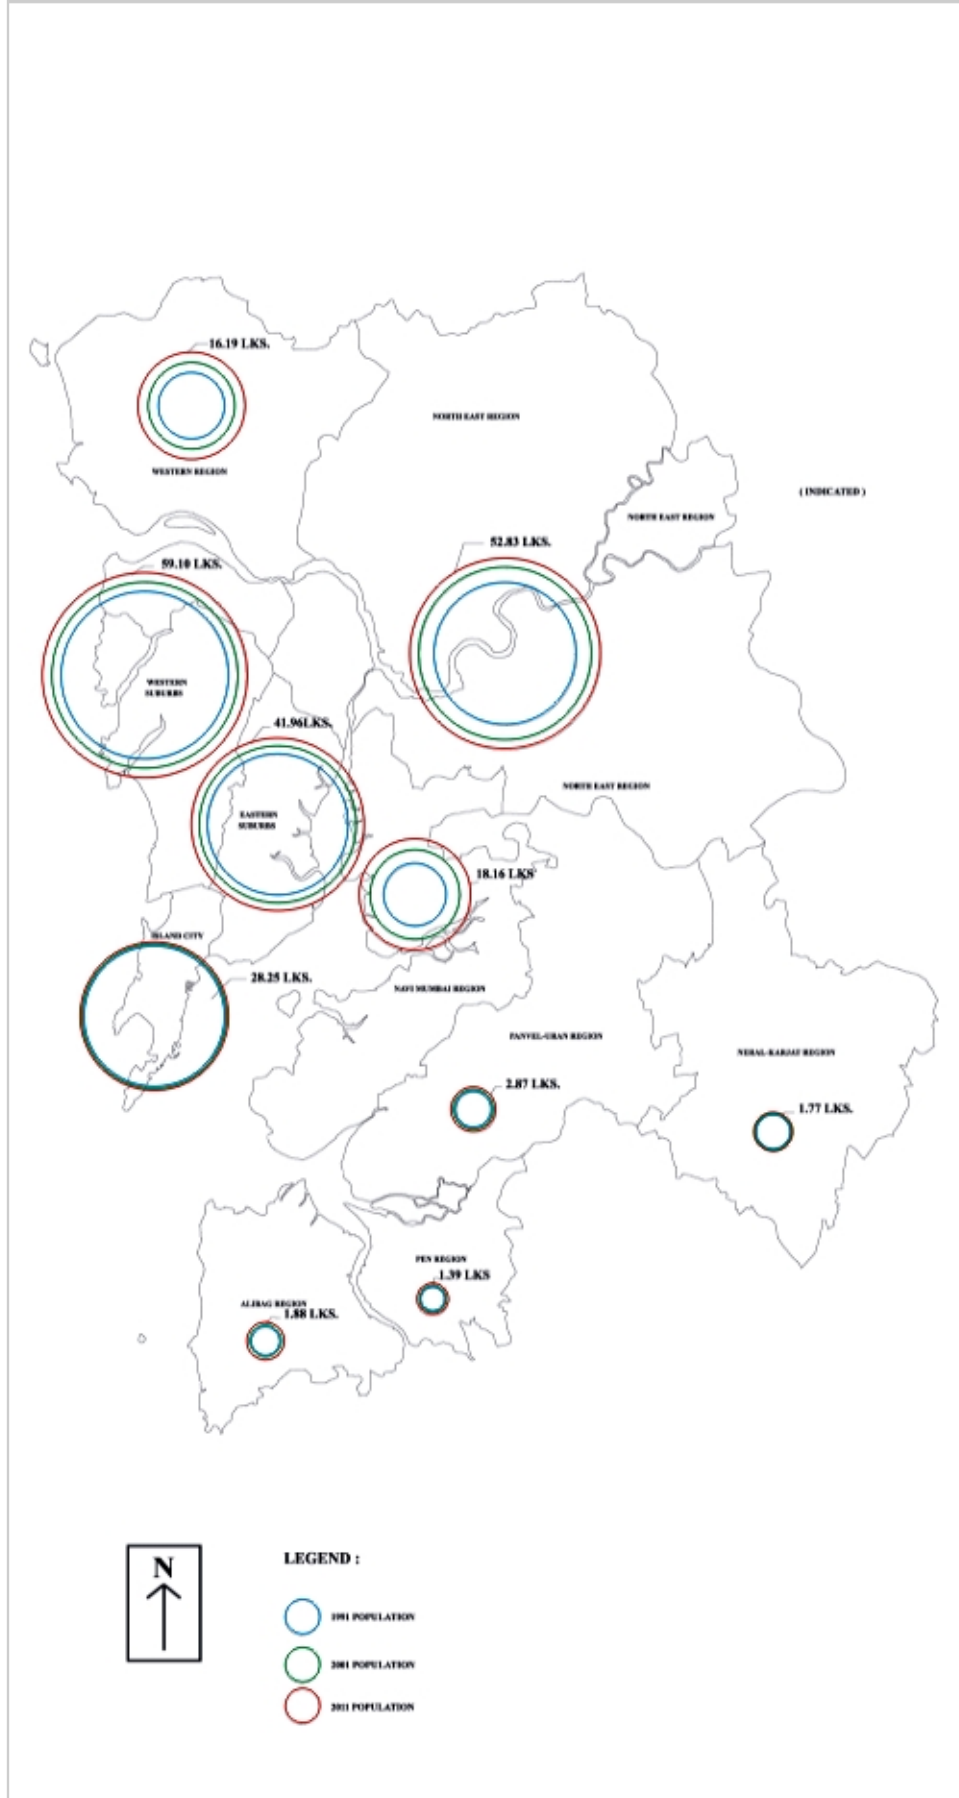 16.19 LKS.
NORTH EAST REGION
WESTERN REGION
( INDICATED )
NORTH EAST REGION
52.83 LKS.
59.10 LKS.
WESTERN
SUBURBS
41.96LKS.
NORTH EAST REGION
EASTERN
SUBURBS
18.16 LKS
ISLAND CITY
28.25 LKS.
NAVI MUMBAI REGION
PANVEL-URAN REGION
NERAL-KARJAT REGION
2.87 LKS.
1.77 LKS.
PEN REGION
1.39 LKS
ALIBAG REGION
1.88 LKS.
N
LEGEND :
1991 POPULATION
2001 POPULATION
2011 POPULATION